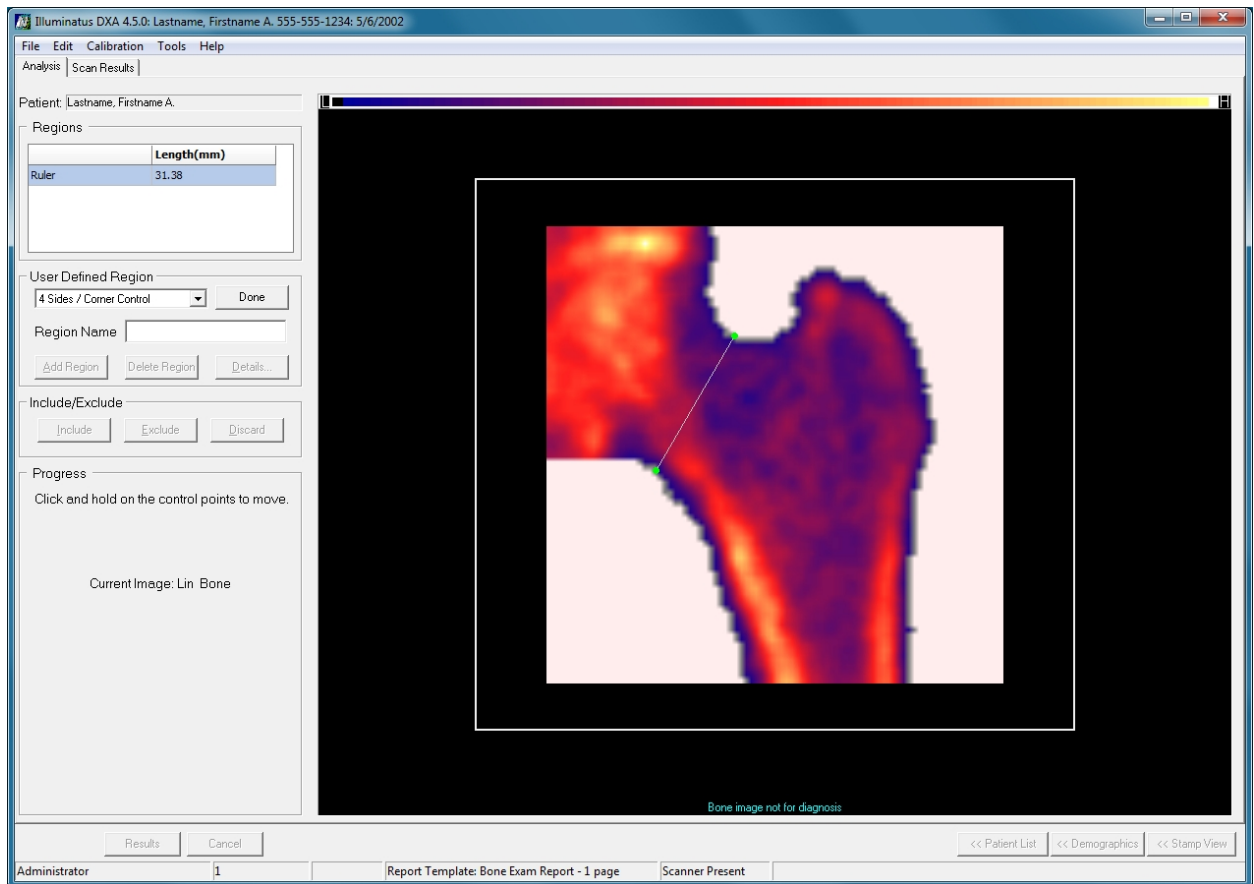 Illuminatus DXA 4.5.0: Lastname, Firstname A. 555-555-1234: 5/6/2002
File Edit Calibration Tools Help
Analysis Scan Results
Patient: Lastname, Firstname A.
L H
Regions
Length(mm)
Ruler 31.38
User Defined Region
4 Sides / Corner Control Done
Region Name
Add Region Delete Region Details...
Include/Exclude
Include Exclude Discard
Progress
Click and hold on the control points to move.
Current Image: Lin Bone
Bone image not for diagnosis
Results Cancel << Patient List << Demographics << Stamp View
Administrator 1 Report Template: Bone Exam Report - 1 page Scanner Present